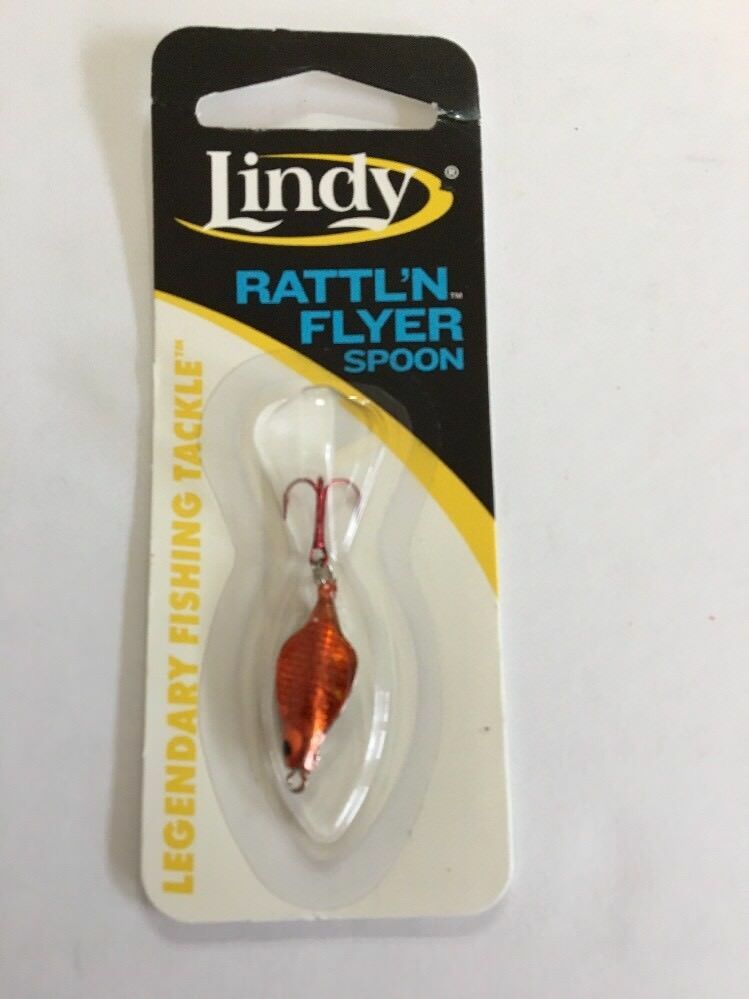 Lindy®
RATTL'N™
FLYER
SPOON
LEGENDARY FISHING TACKLE™